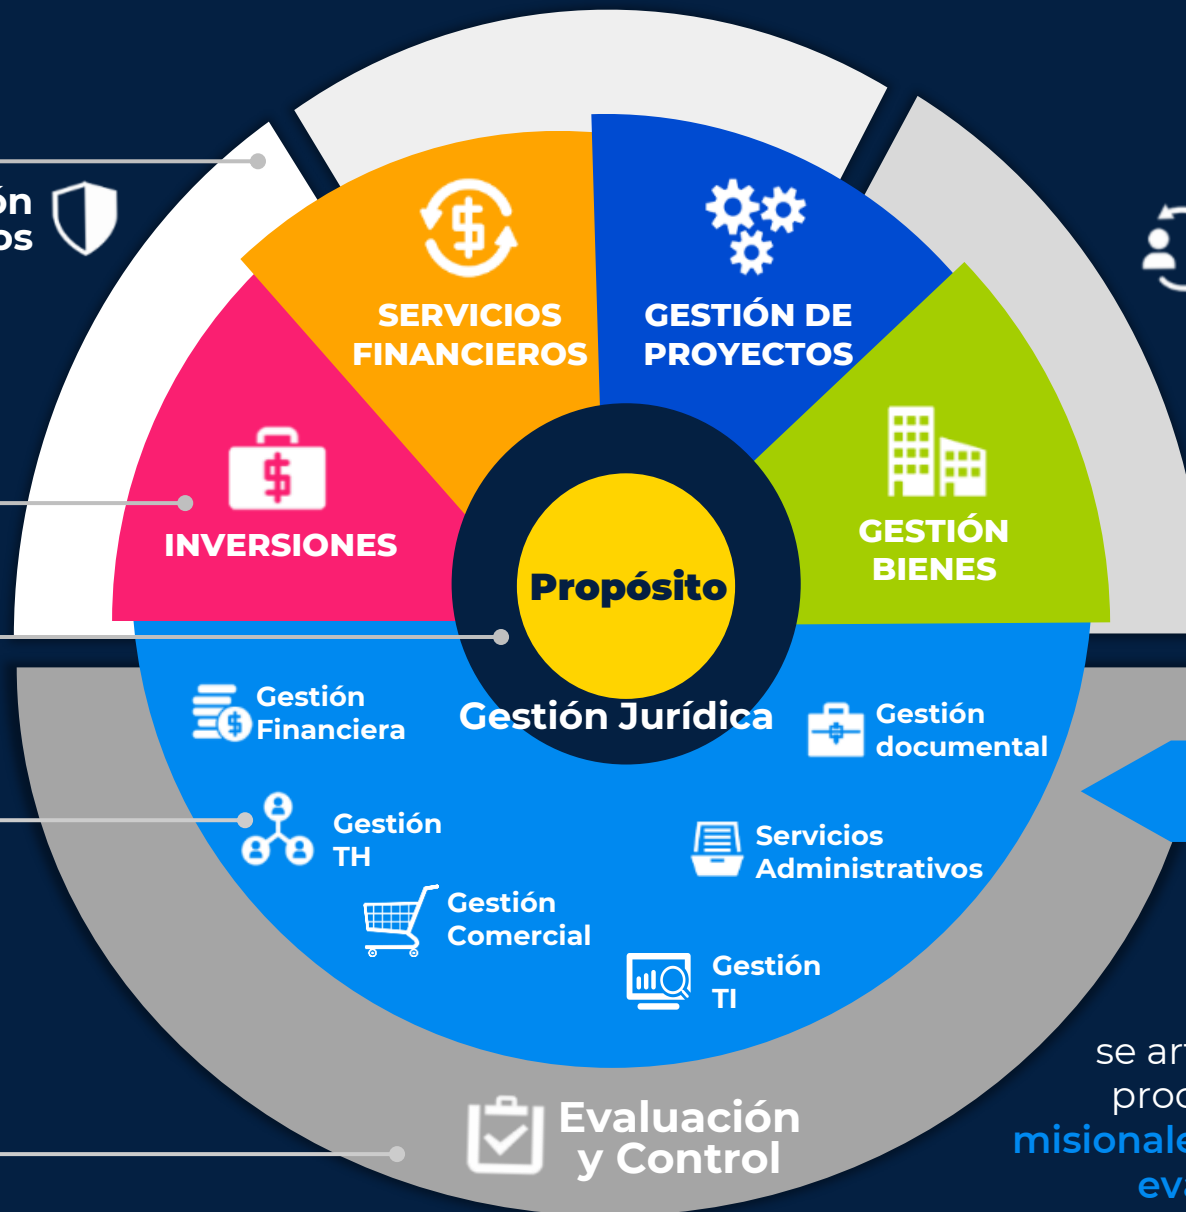 SERVICIOS
FINANCIEROS
GESTIÓN DE
PROYECTOS
INVERSIONES
GESTIÓN
BIENES
Propósito
Gestión
Financiera
Gestión Jurídica
Gestión
documental
Gestión
TH
Servicios
Administrativos
Gestión
Comercial
Gestión
TI
Evaluación
y Control
se